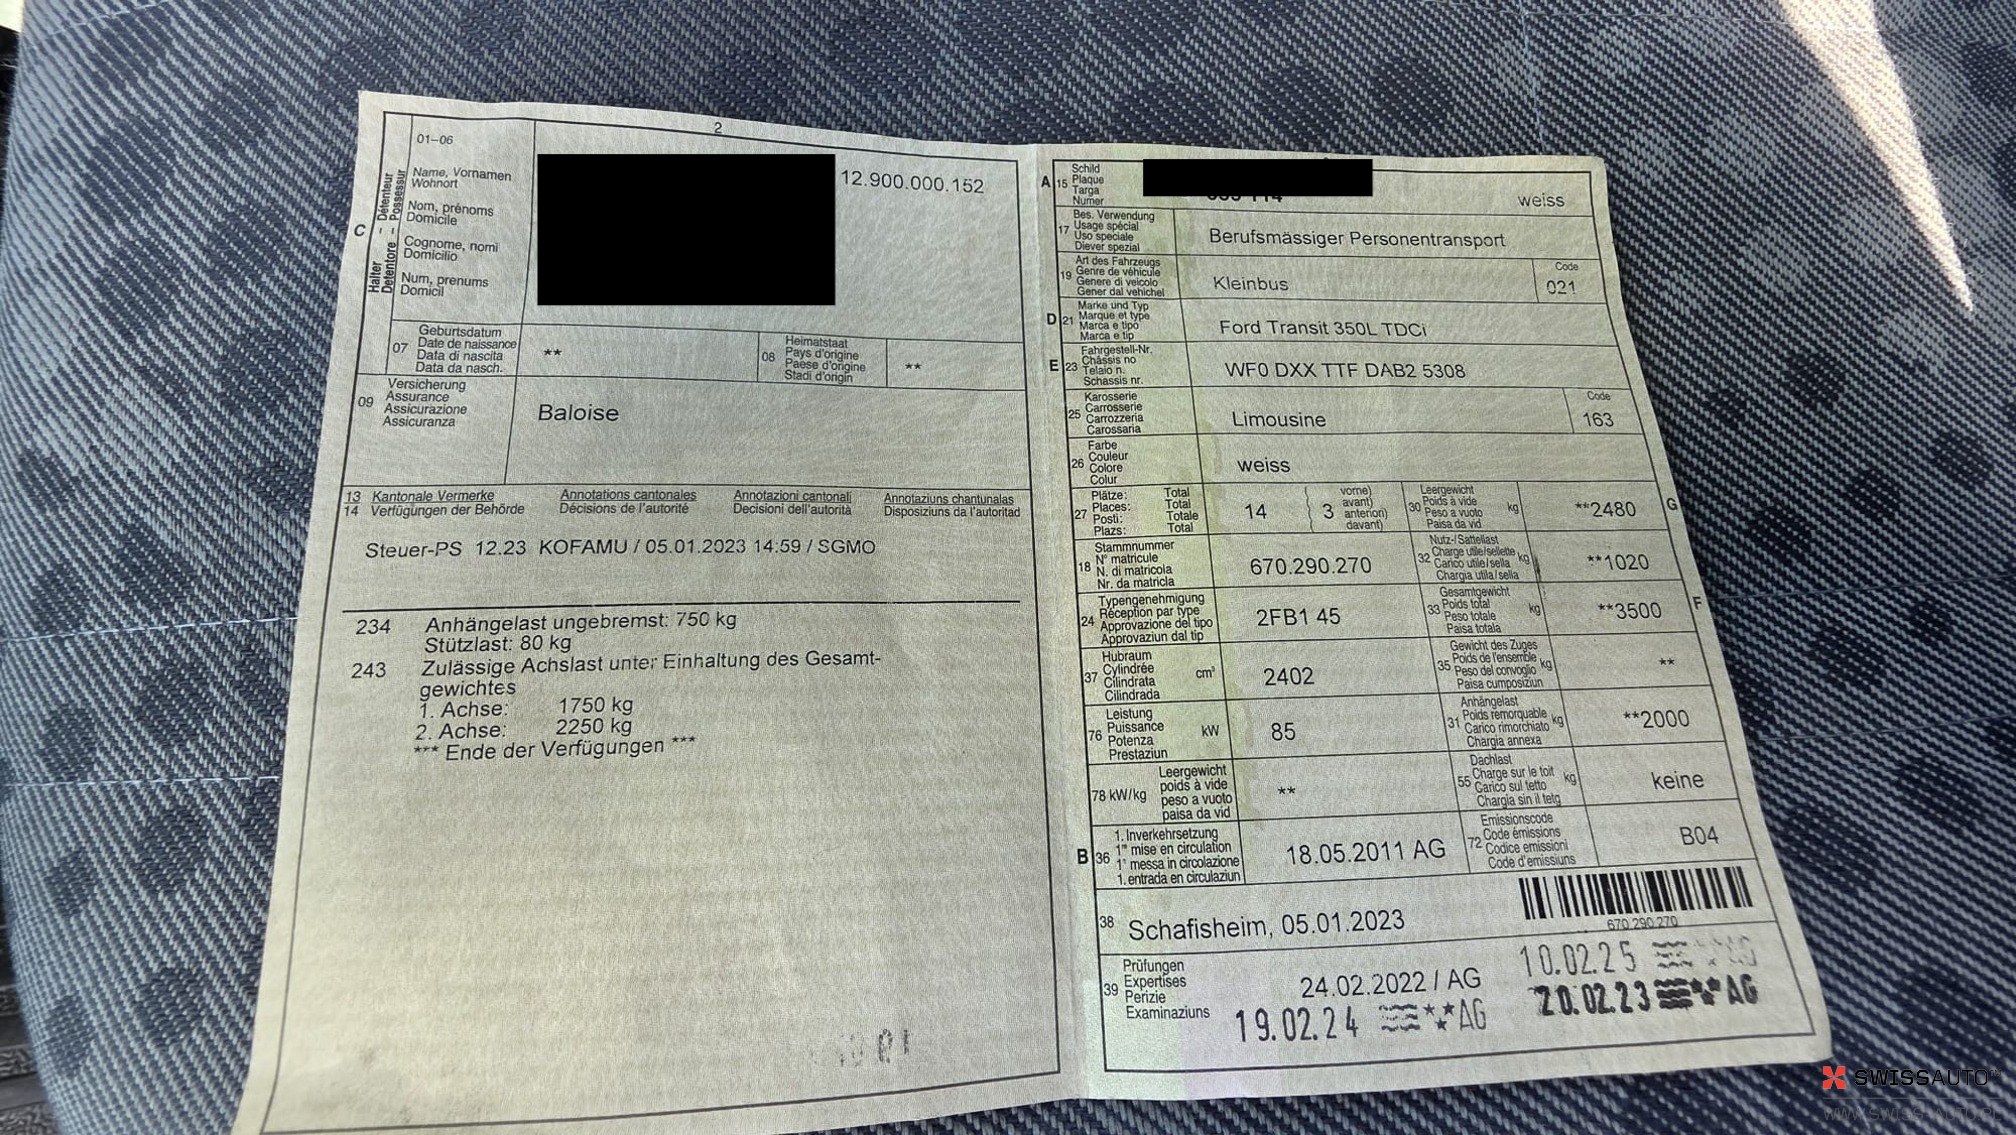 2
01-06
C
Halter - Détenteur
Detentore - Possessur
Name, Vornamen
Wohnort
Nom, prénoms
Domicile
Cognome, nomi
Domicilio
Num, prenums
Domicil
12.900.000.152
07
Geburtsdatum
Date de naissance
Data di nascita
Data da nasch.
**
08
Heimatstaat
Pays d'origine
Paese d'origine
Stadi d'origin
**
09
Versicherung
Assurance
Assicurazione
Assicuranza
Baloise
13 Kantonale Vermerke Annotations cantonales Annotazioni cantonali Annotaziuns chantunalas
14 Verfügungen der Behörde Décisions de l'autorité Decisioni dell'autorità Disposiziuns da l'autoritad
Steuer-PS 12.23 KOFAMU / 05.01.2023 14:59 / SGMO
234 Anhängelast ungebremst: 750 kg
Stützlast: 80 kg
243 Zulässige Achslast unter Einhaltung des Gesamt-
gewichtes
1. Achse: 1750 kg
2. Achse: 2250 kg
*** Ende der Verfügungen ***
A 15
Schild
Plaque
Targa
Numer
weiss
17
Bes. Verwendung
Usage spécial
Uso speciale
Diever spezial
Berufsmässiger Personentransport
19
Art des Fahrzeugs
Genre de véhicule
Genere di veicolo
Gener dal vehichel
Kleinbus
Code
021
D 21
Marke und Typ
Marque et type
Marca e tipo
Marca e tip
Ford Transit 350L TDCi
E 23
Fahrgestell-Nr.
Châssis no
Telaio n.
Schassis nr.
WF0 DXX TTF DAB2 5308
25
Karosserie
Carrosserie
Carrozzeria
Carossaria
Limousine
Code
163
26
Farbe
Couleur
Colore
Colur
weiss
27
Plätze: Total
Places: Total
Posti: Totale
Plazs: Total
14
3
vorne)
avant)
anteriori)
davant)
30
Leergewicht
Poids à vide
Peso a vuoto
Paisa da vid
kg
**2480
G
18
Stammnummer
N° matricule
N. di matricola
Nr. da matricla
670.290.270
32
Nutz-/Sattellast
Charge utile/sellette
Carico utile/sella
Chargia utila/sella
kg
**1020
24
Typengenehmigung
Réception par type
Approvazione del tipo
Approvaziun dal tip
2FB1 45
33
Gesamtgewicht
Poids total
Peso totale
Paisa totala
kg
**3500
F
37
Hubraum
Cylindrée
Cilindrata
Cilindrada
cm³
2402
35
Gewicht des Zuges
Poids de l'ensemble
Peso del convoglio
Paisa cumposiziun
kg
**
76
Leistung
Puissance
Potenza
Prestaziun
kW
85
31
Anhängelast
Poids remorquable
Carico rimorchiato
Chargia annexa
kg
**2000
78 kW/kg
Leergewicht
poids à vide
peso a vuoto
paisa da vid
**
55
Dachlast
Charge sur le toit
Carico sul tetto
Chargia sin il tetg
kg
keine
B 36
1. Inverkehrsetzung
1re mise en circulation
1a messa in circolazione
1. entrada en circulaziun
18.05.2011 AG
72
Emissionscode
Code émissions
Codice emissioni
Code d'emissiuns
B04
38 Schafisheim, 05.01.2023
670.290.270
39
Prüfungen
Expertises
Perizie
Examinaziuns
24.02.2022 / AG
10.02.25
19.02.24 AG
20.02.23 AG
SWISSAUTO